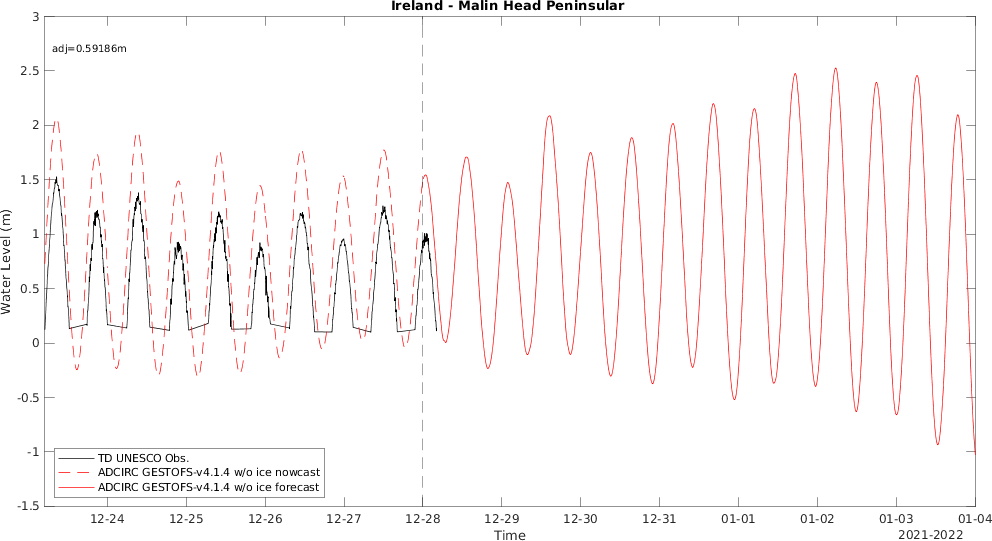 Ireland - Malin Head Peninsular
3
2.5
2
1.5
1
0.5
0
-0.5
-1
-1.5
Water Level (m)
adj=0.59186m
TD UNESCO Obs.
ADCIRC GESTOFS-v4.1.4 w/o ice nowcast
ADCIRC GESTOFS-v4.1.4 w/o ice forecast
12-24 12-25 12-26 12-27 12-28 12-29 12-30 12-31 01-01 01-02 01-03 01-04
Time
2021-2022